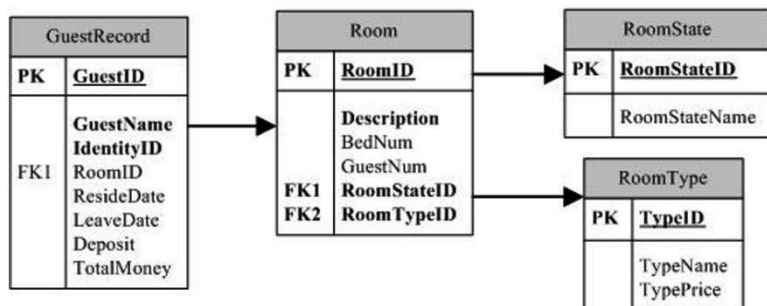 GuestRecord
PK GuestID
GuestName
IdentityID
FK1 RoomID
ResideDate
LeaveDate
Deposit
TotalMoney
Room
PK RoomID
Description
BedNum
GuestNum
FK1 RoomStateID
FK2 RoomTypeID
RoomState
PK RoomStateID
RoomStateName
RoomType
PK TypeID
TypeName
TypePrice